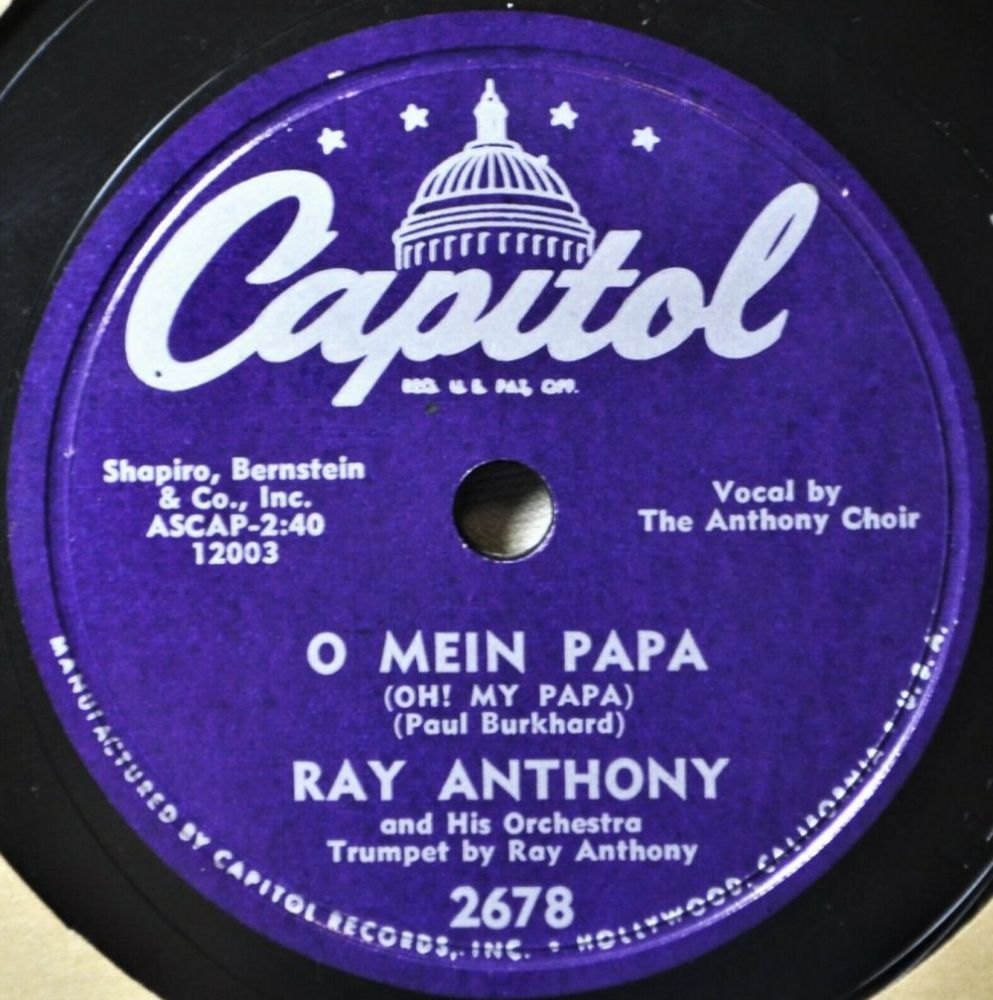 Capitol
REG. U. S. PAT. OFF.
Shapiro, Bernstein
& Co., Inc.
ASCAP-2:40
12003
Vocal by
The Anthony Choir
O MEIN PAPA
(OH! MY PAPA)
(Paul Burkhard)
RAY ANTHONY
and His Orchestra
Trumpet by Ray Anthony
2678
MANUFACTURED BY CAPITOL RECORDS, INC. • HOLLYWOOD, CALIFORNIA • U.S.A.